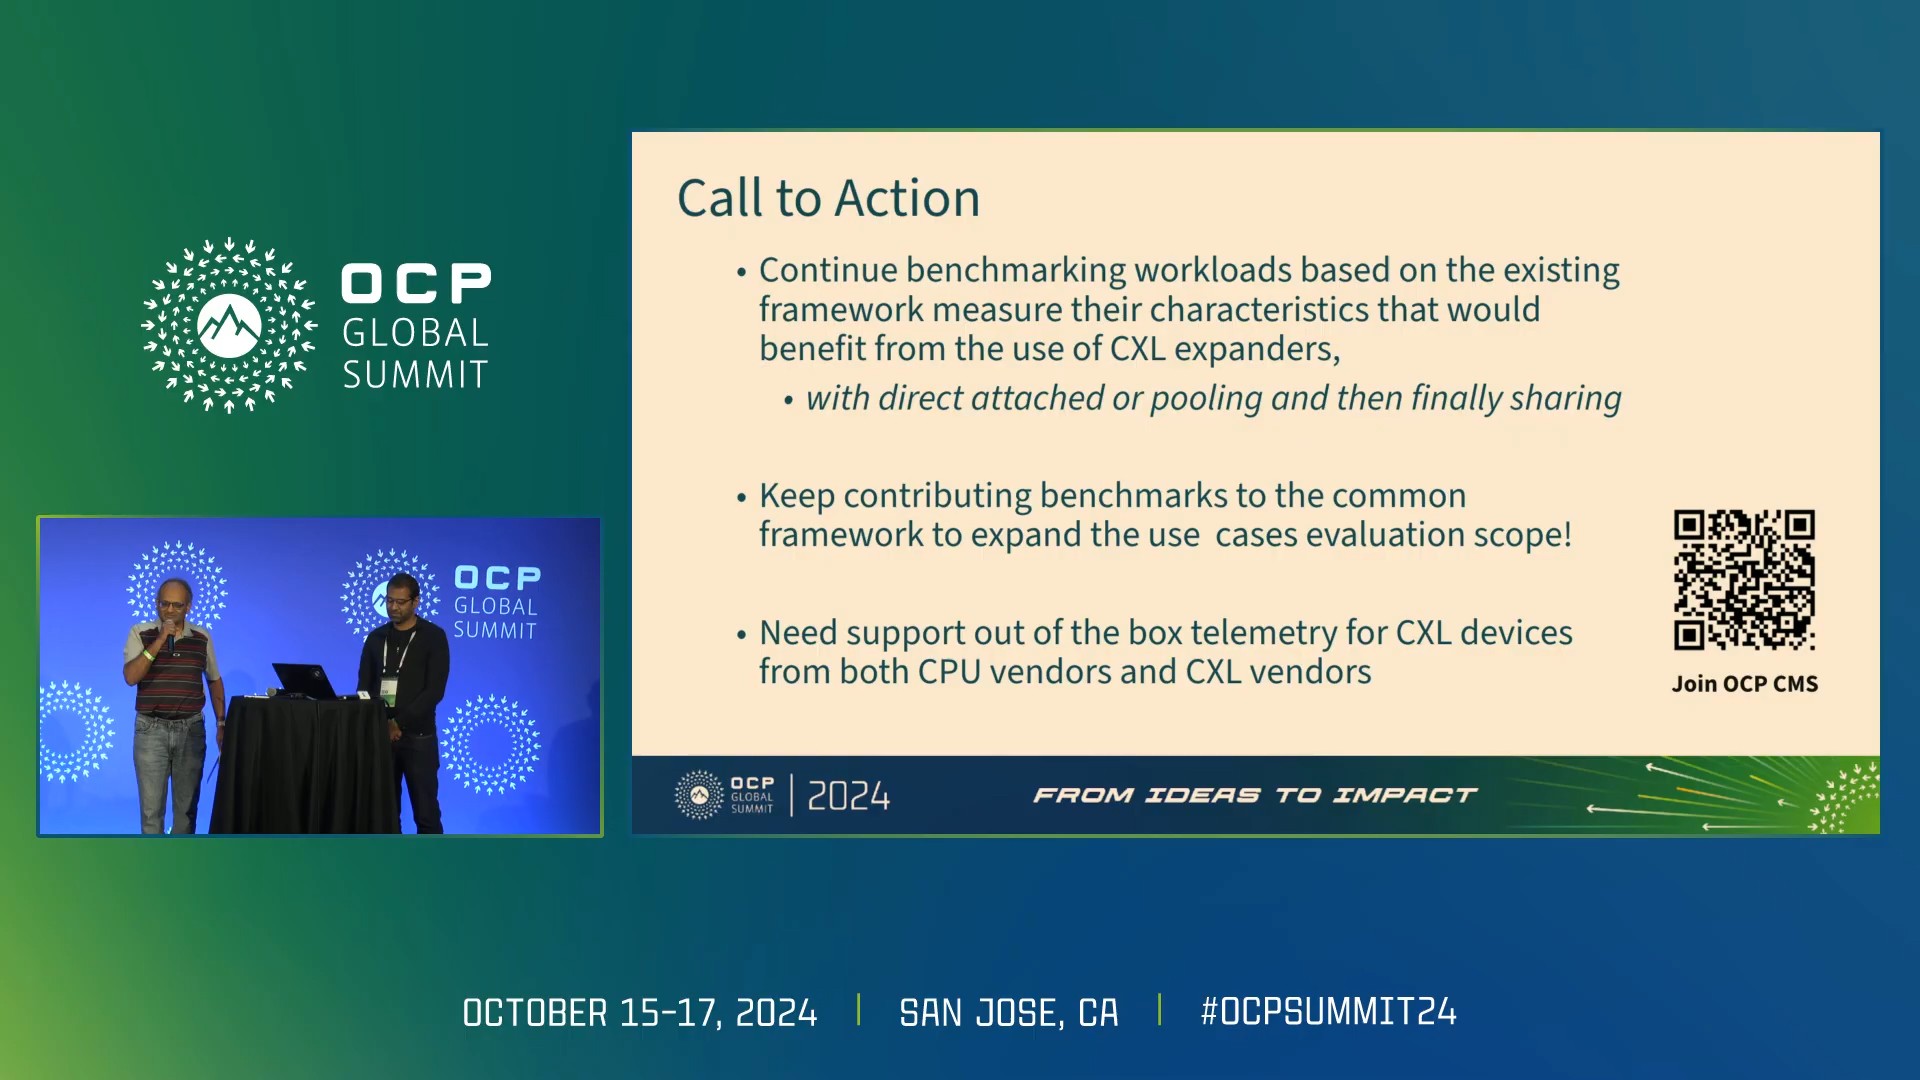 OCP
GLOBAL
SUMMIT
OCP
GLOBAL
SUMMIT
Call to Action
• Continue benchmarking workloads based on the existing
framework measure their characteristics that would
benefit from the use of CXL expanders,
• with direct attached or pooling and then finally sharing
• Keep contributing benchmarks to the common
framework to expand the use  cases evaluation scope!
• Need support out of the box telemetry for CXL devices
from both CPU vendors and CXL vendors
Join OCP CMS
OCP
GLOBAL
SUMMIT
2024
FROM IDEAS TO IMPACT
OCTOBER 15-17, 2024 | SAN JOSE, CA | #OCPSUMMIT24